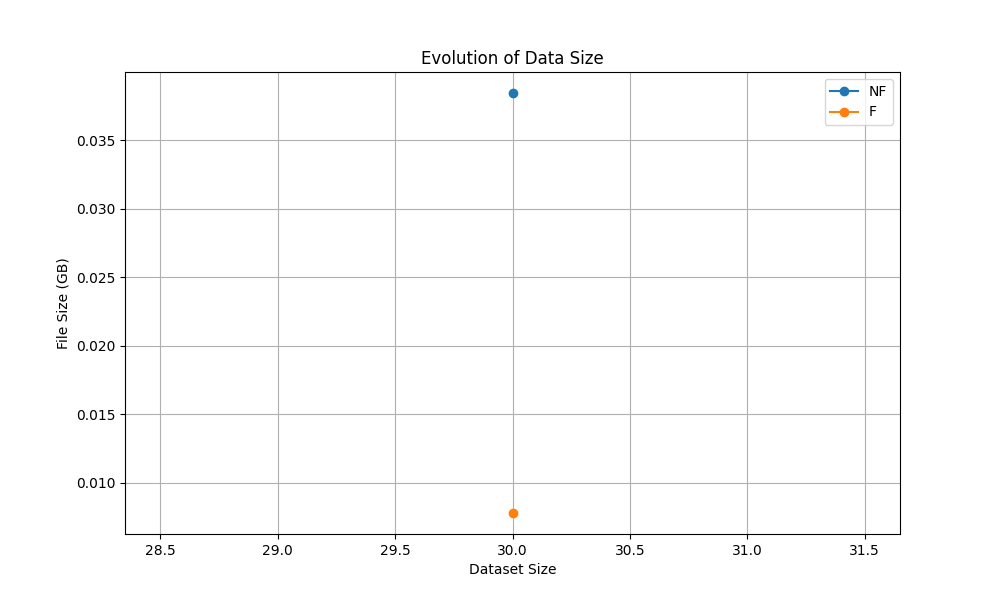 Evolution of Data Size
NF
F
File Size (GB)
0.035
0.030
0.025
0.020
0.015
0.010
28.5 29.0 29.5 30.0 30.5 31.0 31.5
Dataset Size